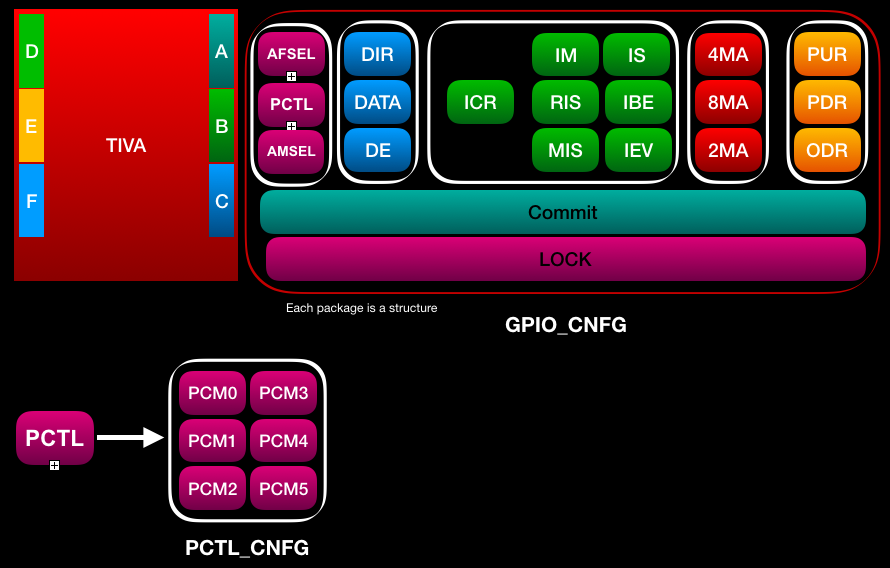 D
A
E
TIVA
B
F
C
AFSEL
DIR
IM
IS
4MA
PUR
PCTL
DATA
ICR
RIS
IBE
8MA
PDR
AMSEL
DE
MIS
IEV
2MA
ODR
Commit
LOCK
Each package is a structure
GPIO_CNFG
PCTL
PCM0
PCM3
PCM1
PCM4
PCM2
PCM5
PCTL_CNFG